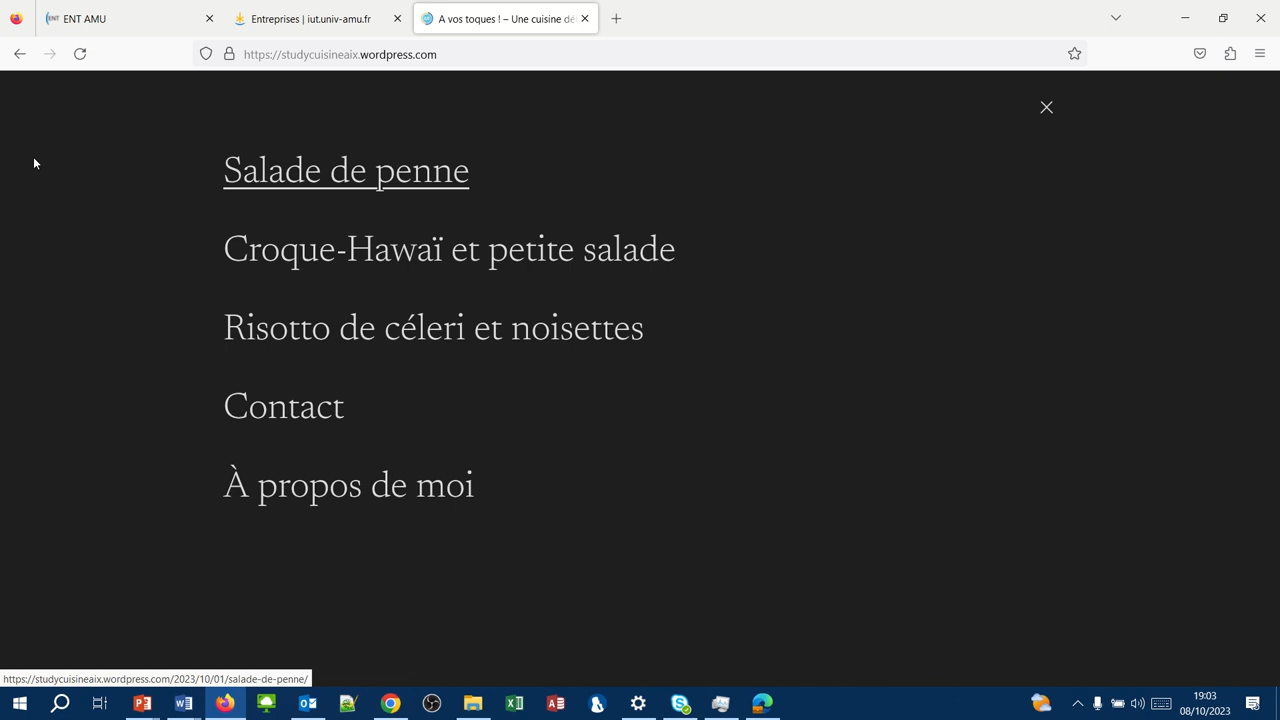 ENT AMU
Entreprises | iut.univ-amu.fr
A vos toques ! – Une cuisine dé
https://studycuisineaix.wordpress.com
Salade de penne
Croque-Hawaï et petite salade
Risotto de céleri et noisettes
Contact
À propos de moi
https://studycuisineaix.wordpress.com/2023/10/01/salade-de-penne/
19:03
08/10/2023